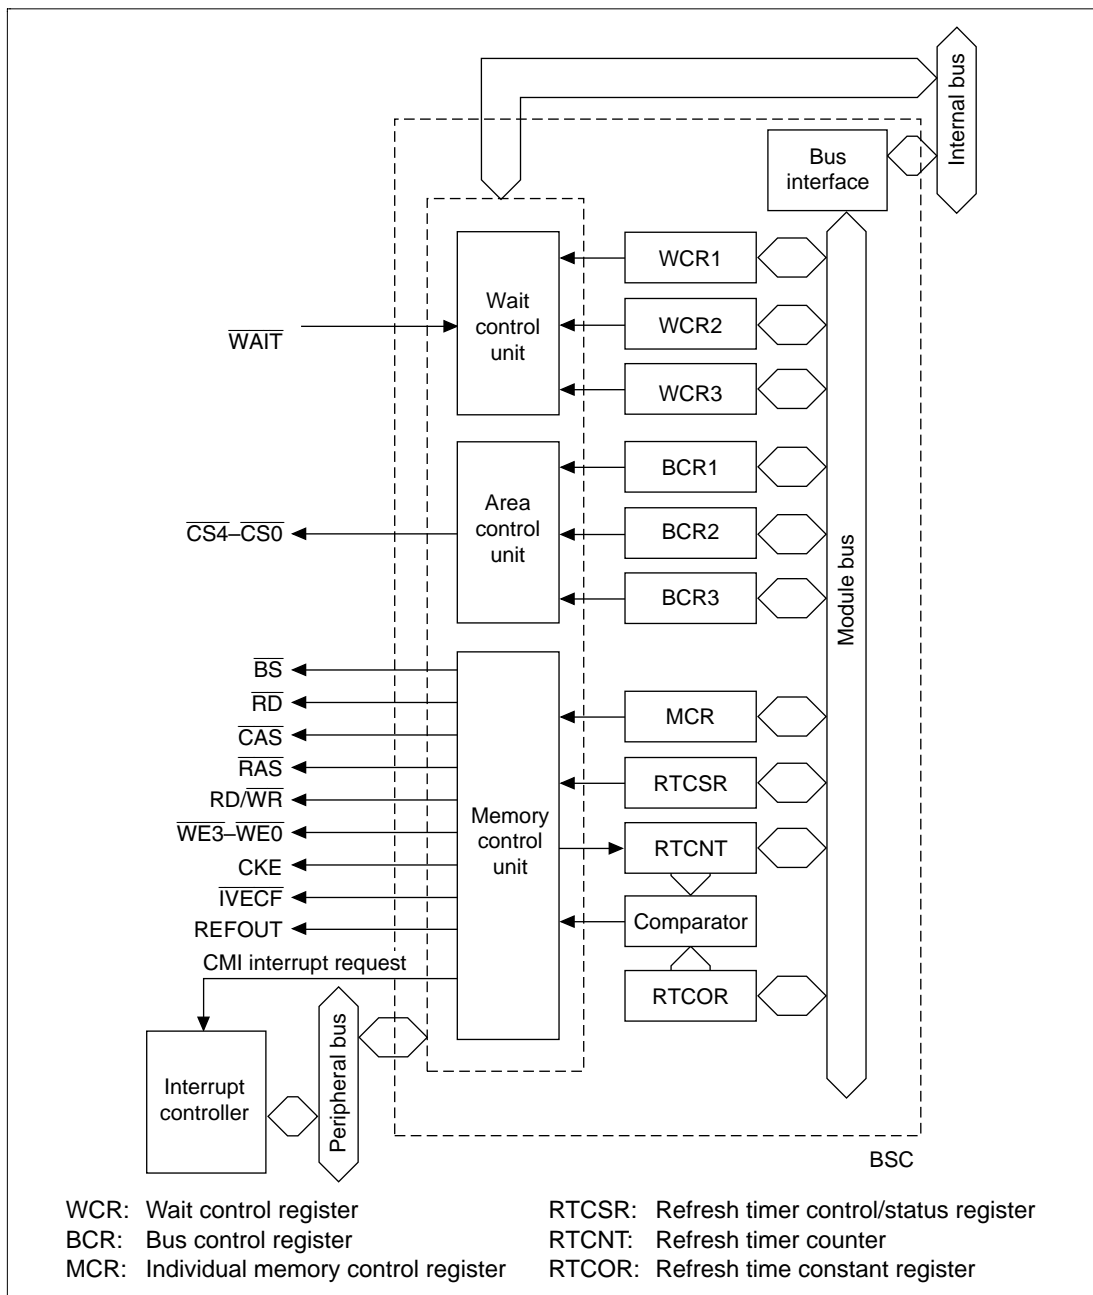 Internal bus
Bus
interface
WCR1
Wait
control
unit
WCR2
WAIT
WCR3
BCR1
Area
control
unit
CS4–CS0
BCR2
BCR3
Module bus
BS
RD
CAS
RAS
RD/WR
WE3–WE0
CKE
IVECF
REFOUT
MCR
RTCSR
Memory
control
unit
RTCNT
Comparator
RTCOR
CMI interrupt request
Interrupt
controller
Peripheral bus
BSC
WCR: Wait control register
BCR: Bus control register
MCR: Individual memory control register
RTCSR: Refresh timer control/status register
RTCNT: Refresh timer counter
RTCOR: Refresh time constant register